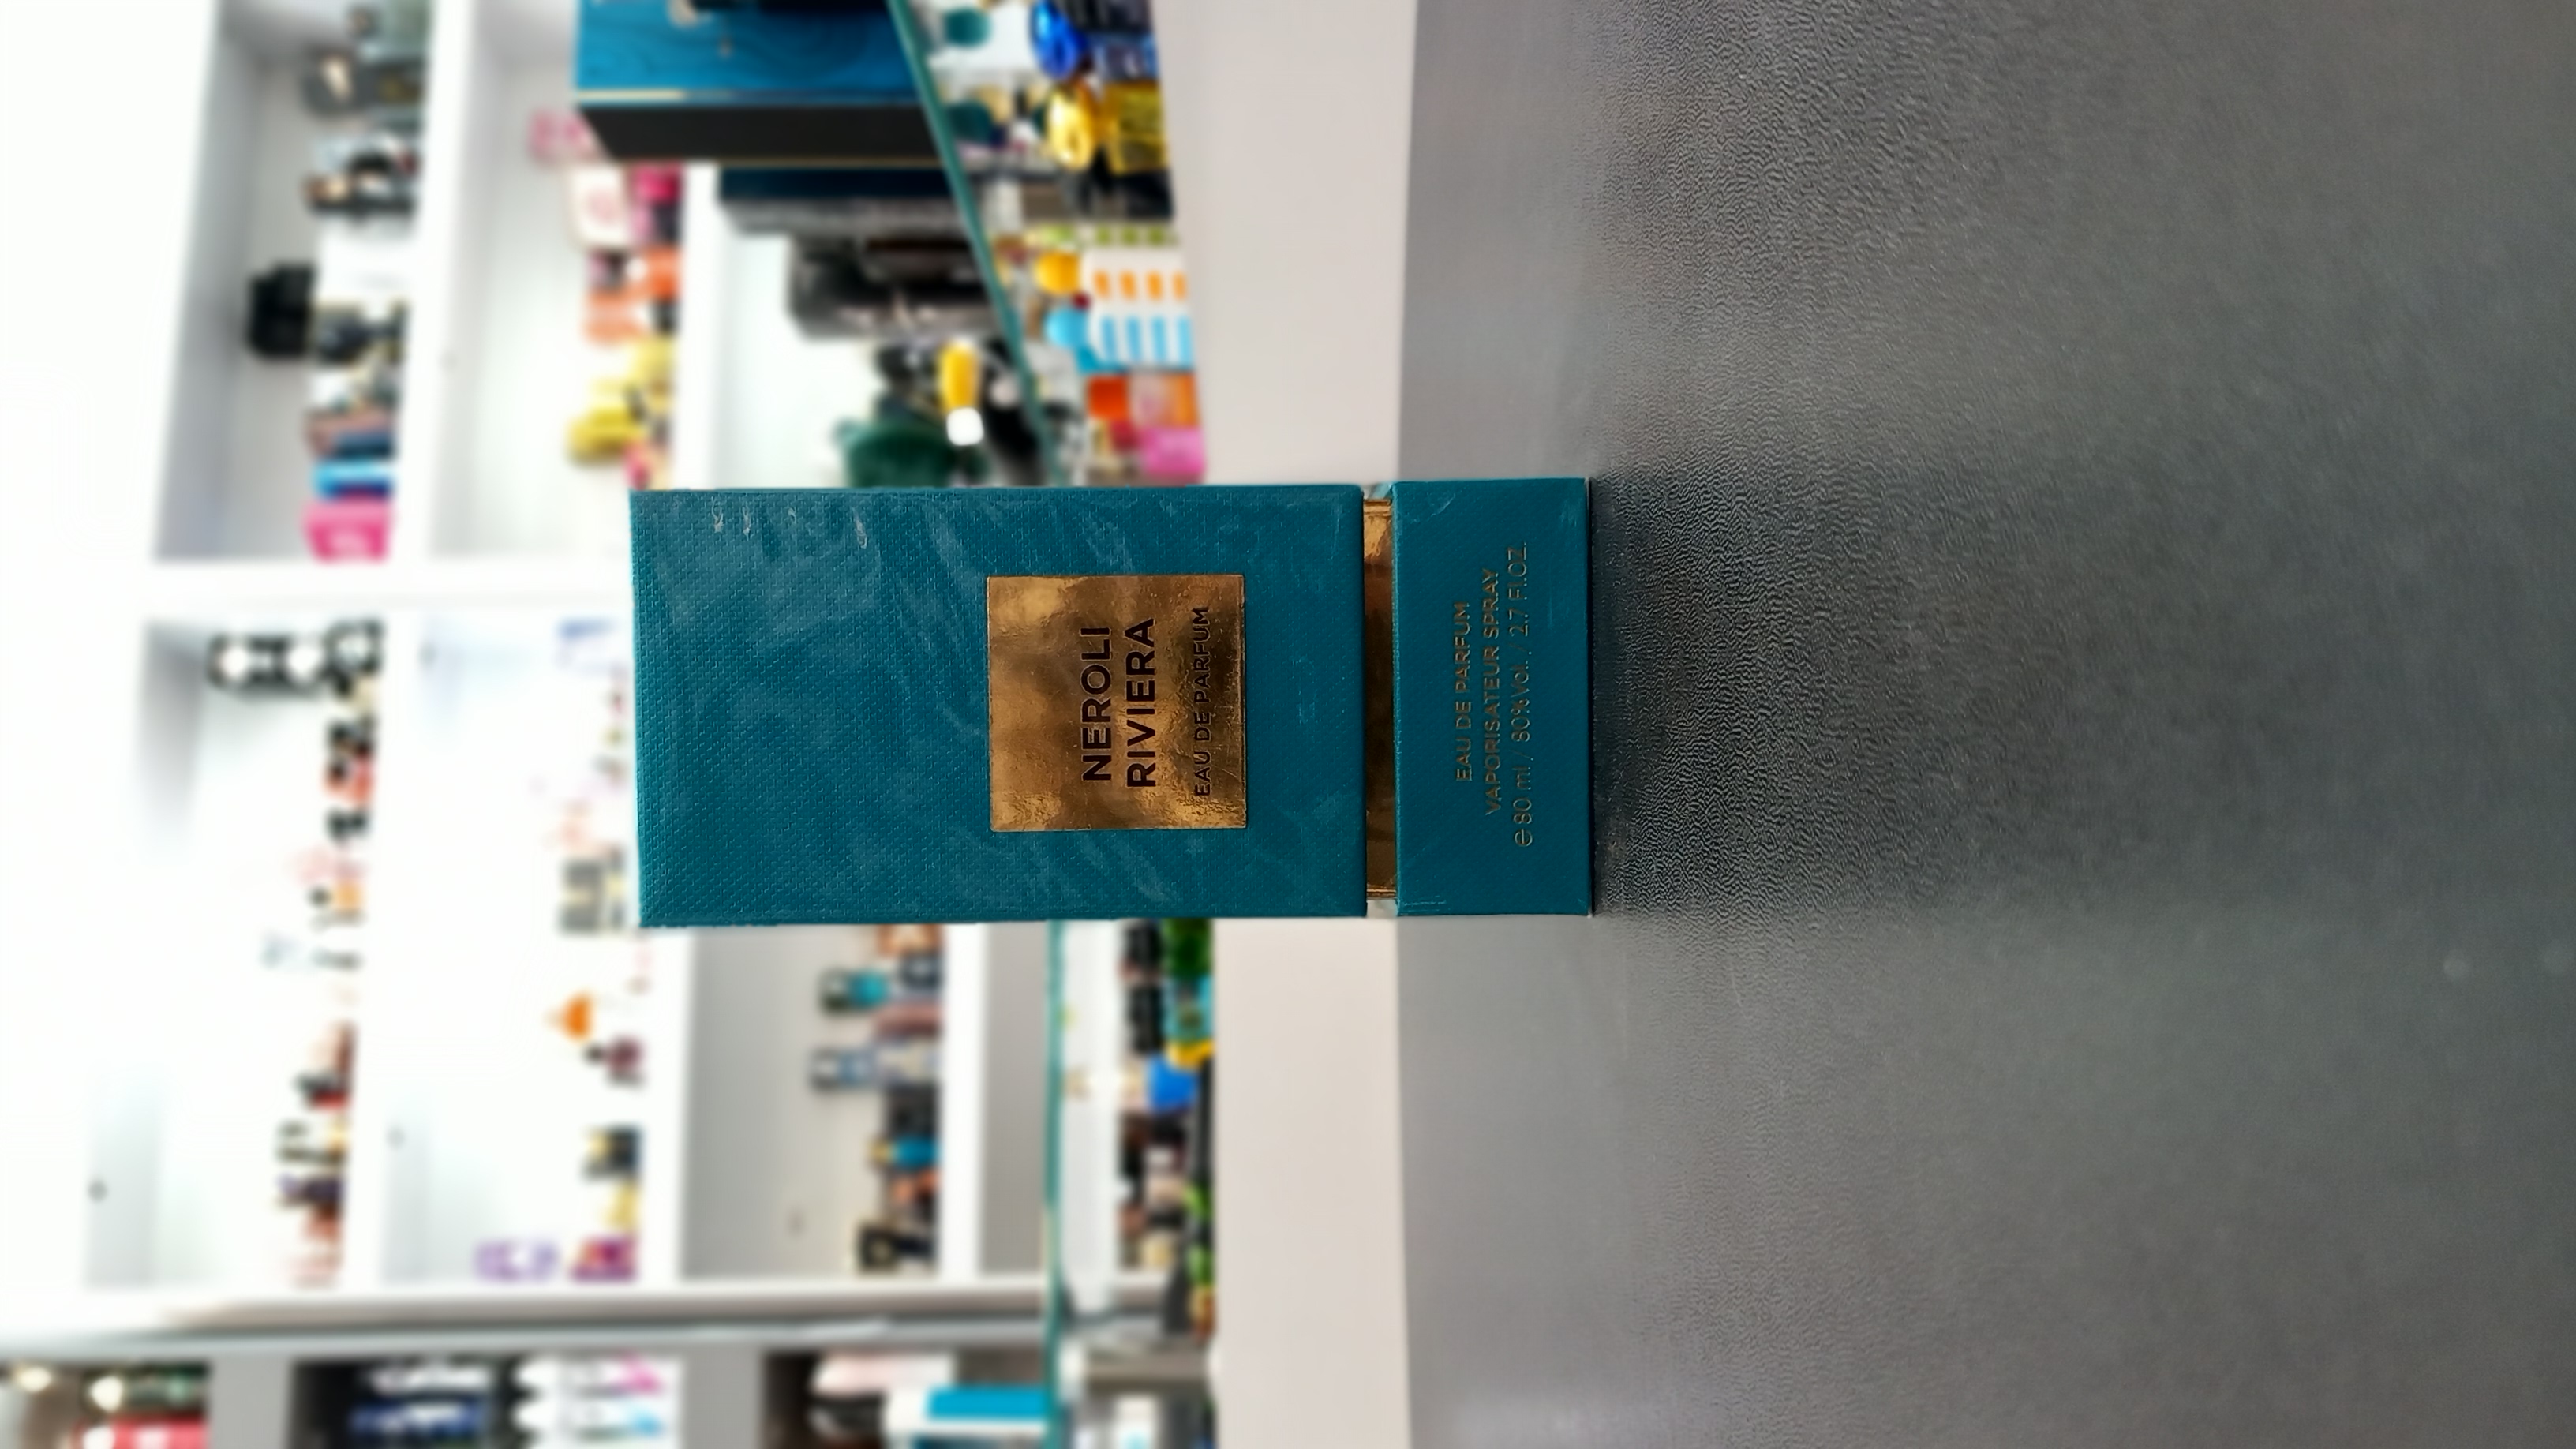 NEROLI
RIVIERA
EAU DE PARFUM
EAU DE PARFUM
VAPORISATEUR SPRAY
℮ 80 ml / 80% Vol. / 2.7 Fl.OZ.